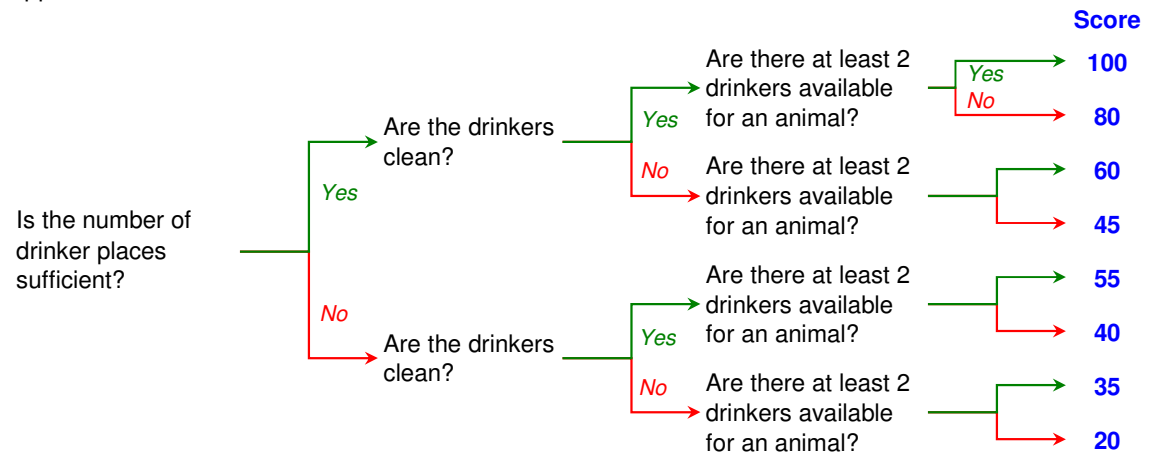 Score
Are there at least 2
drinkers available
for an animal?
Yes
No
100
80
Are the drinkers
clean?
Yes
No
Are there at least 2
drinkers available
for an animal?
60
45
Is the number of
drinker places
sufficient?
Yes
No
Are there at least 2
drinkers available
for an animal?
55
40
Are the drinkers
clean?
Yes
No
Are there at least 2
drinkers available
for an animal?
35
20